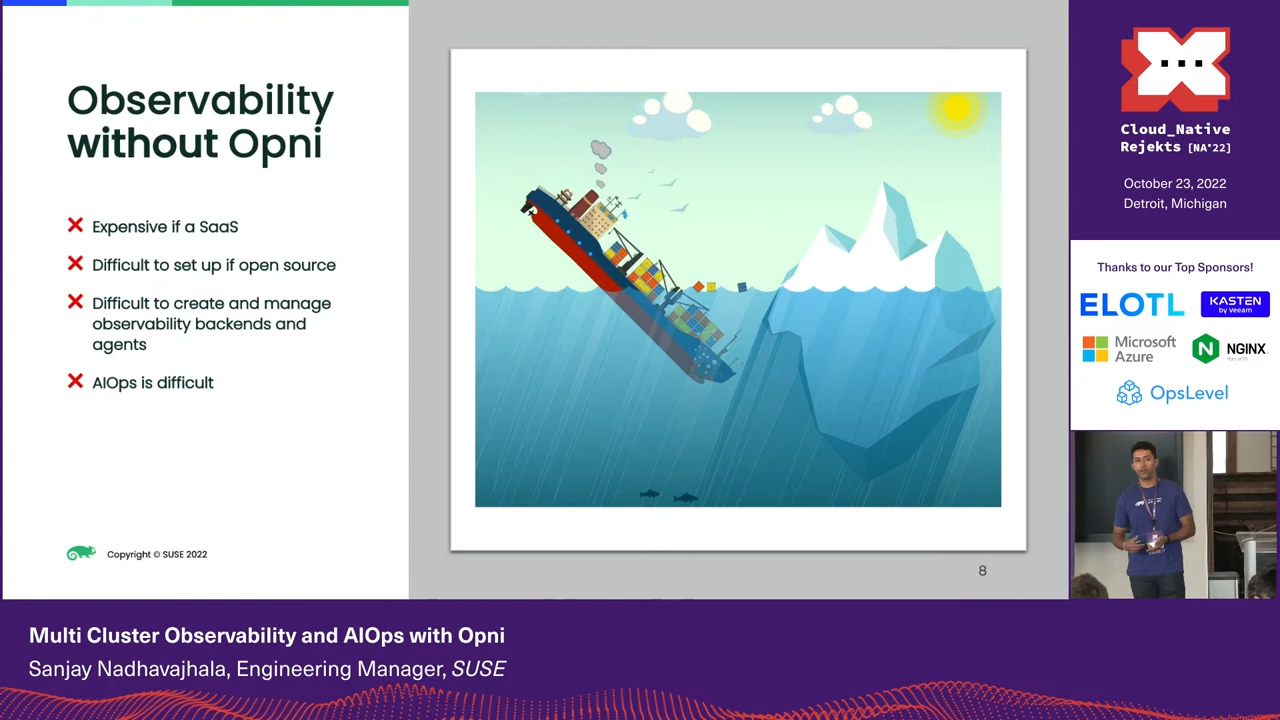 Observability
without Opni
Expensive if a SaaS
Difficult to set up if open source
Difficult to create and manage
observability backends and
agents
AIOps is difficult
Copyright © SUSE 2022
8
Cloud_Native
Rejekts [NA'22]
October 23, 2022
Detroit, Michigan
Thanks to our Top Sponsors!
ELOTL
KASTEN
by Veeam
Microsoft
Azure
NGINX
Part of F5
OpsLevel
Multi Cluster Observability and AIOps with Opni
Sanjay Nadhavajhala, Engineering Manager, SUSE